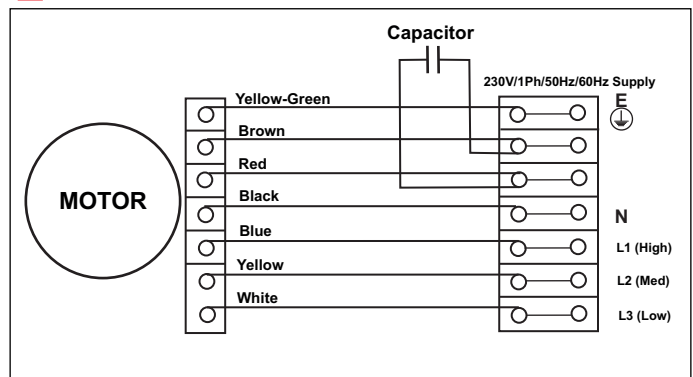 Capacitor
230V/1Ph/50Hz/60Hz Supply
Yellow-Green
E
Brown
Red
MOTOR
Black
N
Blue
L1 (High)
Yellow
L2 (Med)
White
L3 (Low)